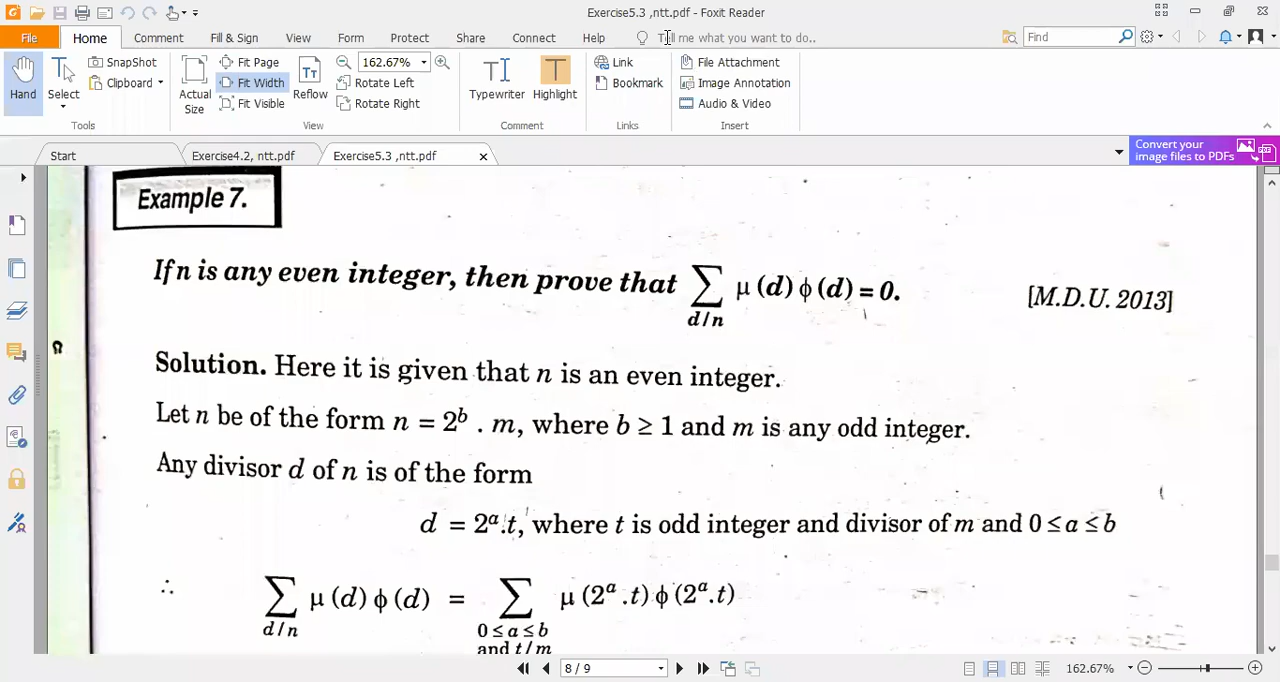 Exercise5.3 ,ntt.pdf - Foxit Reader
File Home Comment Fill & Sign View Form Protect Share Connect Help Tell me what you want to do.. Find
Hand
Select
SnapShot
Clipboard
Tools
Actual Size
Fit Page
Fit Width
Fit Visible
Reflow
162.67%
Rotate Left
Rotate Right
View
Typewriter
Highlight
Comment
Link
Bookmark
Links
File Attachment
Image Annotation
Audio & Video
Insert
Start Exercise4.2, ntt.pdf Exercise5.3 ,ntt.pdf
Convert your
image files to PDFs
PDF
Example 7.
If n is any even integer, then prove that ∑ μ (d) φ (d) = 0.
d/n
[M.D.U. 2013]
Solution. Here it is given that n is an even integer.
Let n be of the form n = 2ᵇ . m, where b ≥ 1 and m is any odd integer.
Any divisor d of n is of the form
d = 2ᵃ.t, where t is odd integer and divisor of m and 0 ≤ a ≤ b
∴ ∑ μ (d) φ (d) = ∑ μ (2ᵃ .t) φ (2ᵃ.t)
d/n 0 ≤ a ≤ b
and t/m
8 / 9
162.67%